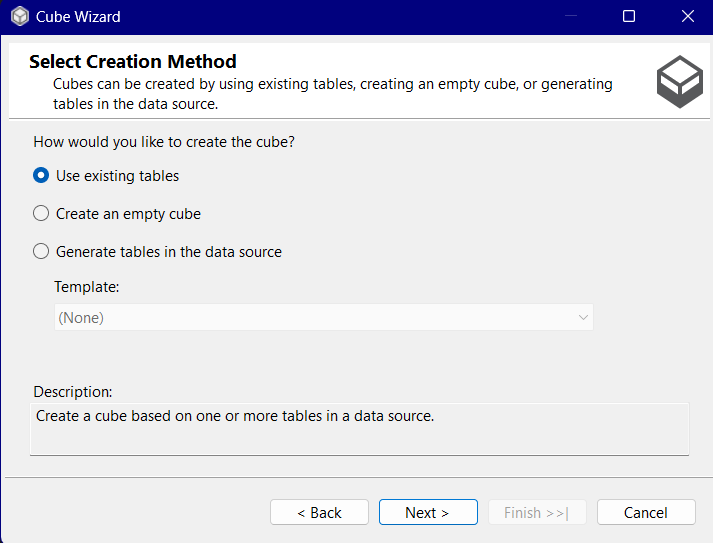 Cube Wizard
Select Creation Method
Cubes can be created by using existing tables, creating an empty cube, or generating
tables in the data source.
How would you like to create the cube?
Use existing tables
Create an empty cube
Generate tables in the data source
Template:
(None)
Description:
Create a cube based on one or more tables in a data source.
< Back
Next >
Finish >>|
Cancel